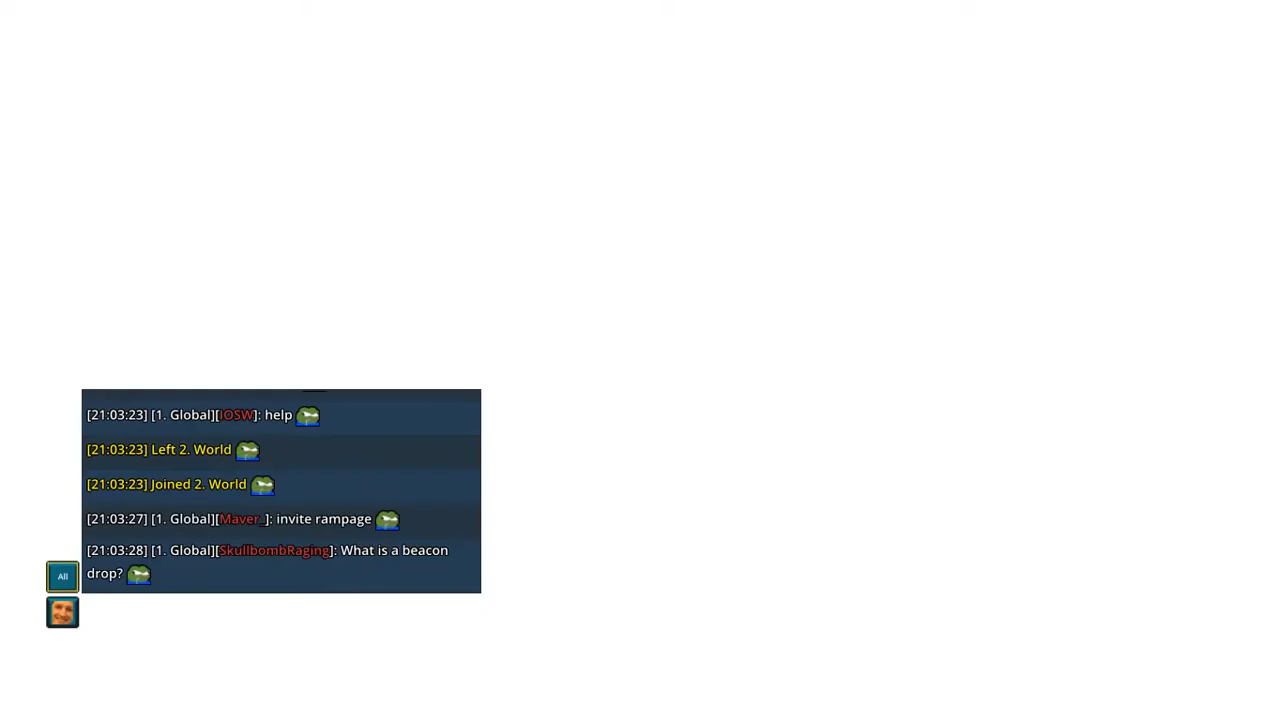 [21:03:23] [1. Global][IOSW]: help
[21:03:23] Left 2. World
[21:03:23] Joined 2. World
[21:03:27] [1. Global][Maver_]: invite rampage
[21:03:28] [1. Global][SkullbombRaging]: What is a beacon
drop?
All